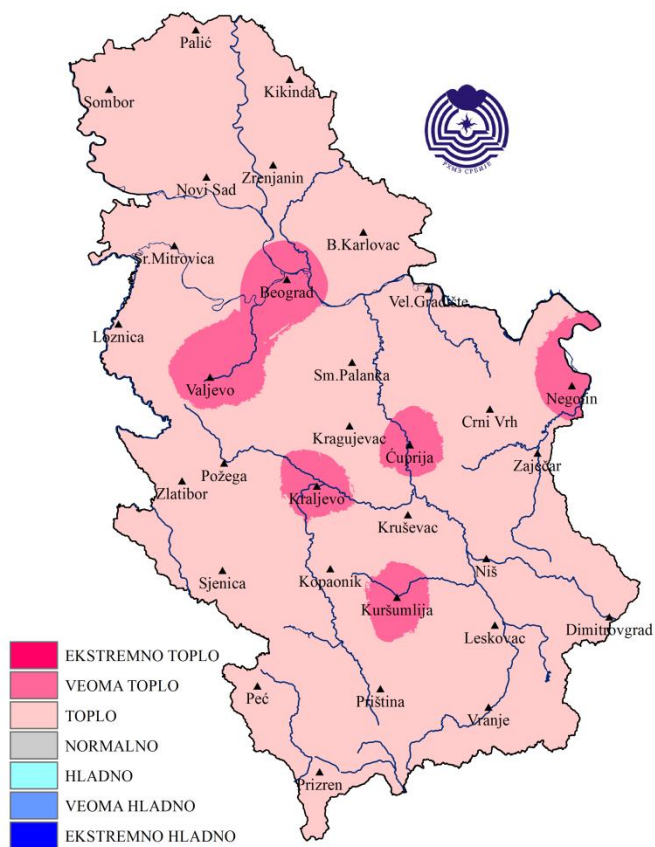 Palić
Kikinda
Sombor
Zrenjanin
Novi Sad
РХМЗ СРБИЈЕ
B.Karlovac
Sr.Mitrovica
Beograd
Vel.Gradište
Loznica
Sm.Palanka
Valjevo
Negotin
Crni Vrh
Kragujevac
Ćuprija
Zaječar
Požega
Zlatibor
Kraljevo
Kruševac
Niš
Sjenica
Kopaonik
Kuršumlija
Dimitrovgrad
Leskovac
Peć
Priština
Vranje
Prizren
EKSTREMNO TOPLO
VEOMA TOPLO
TOPLO
NORMALNO
HLADNO
VEOMA HLADNO
EKSTREMNO HLADNO